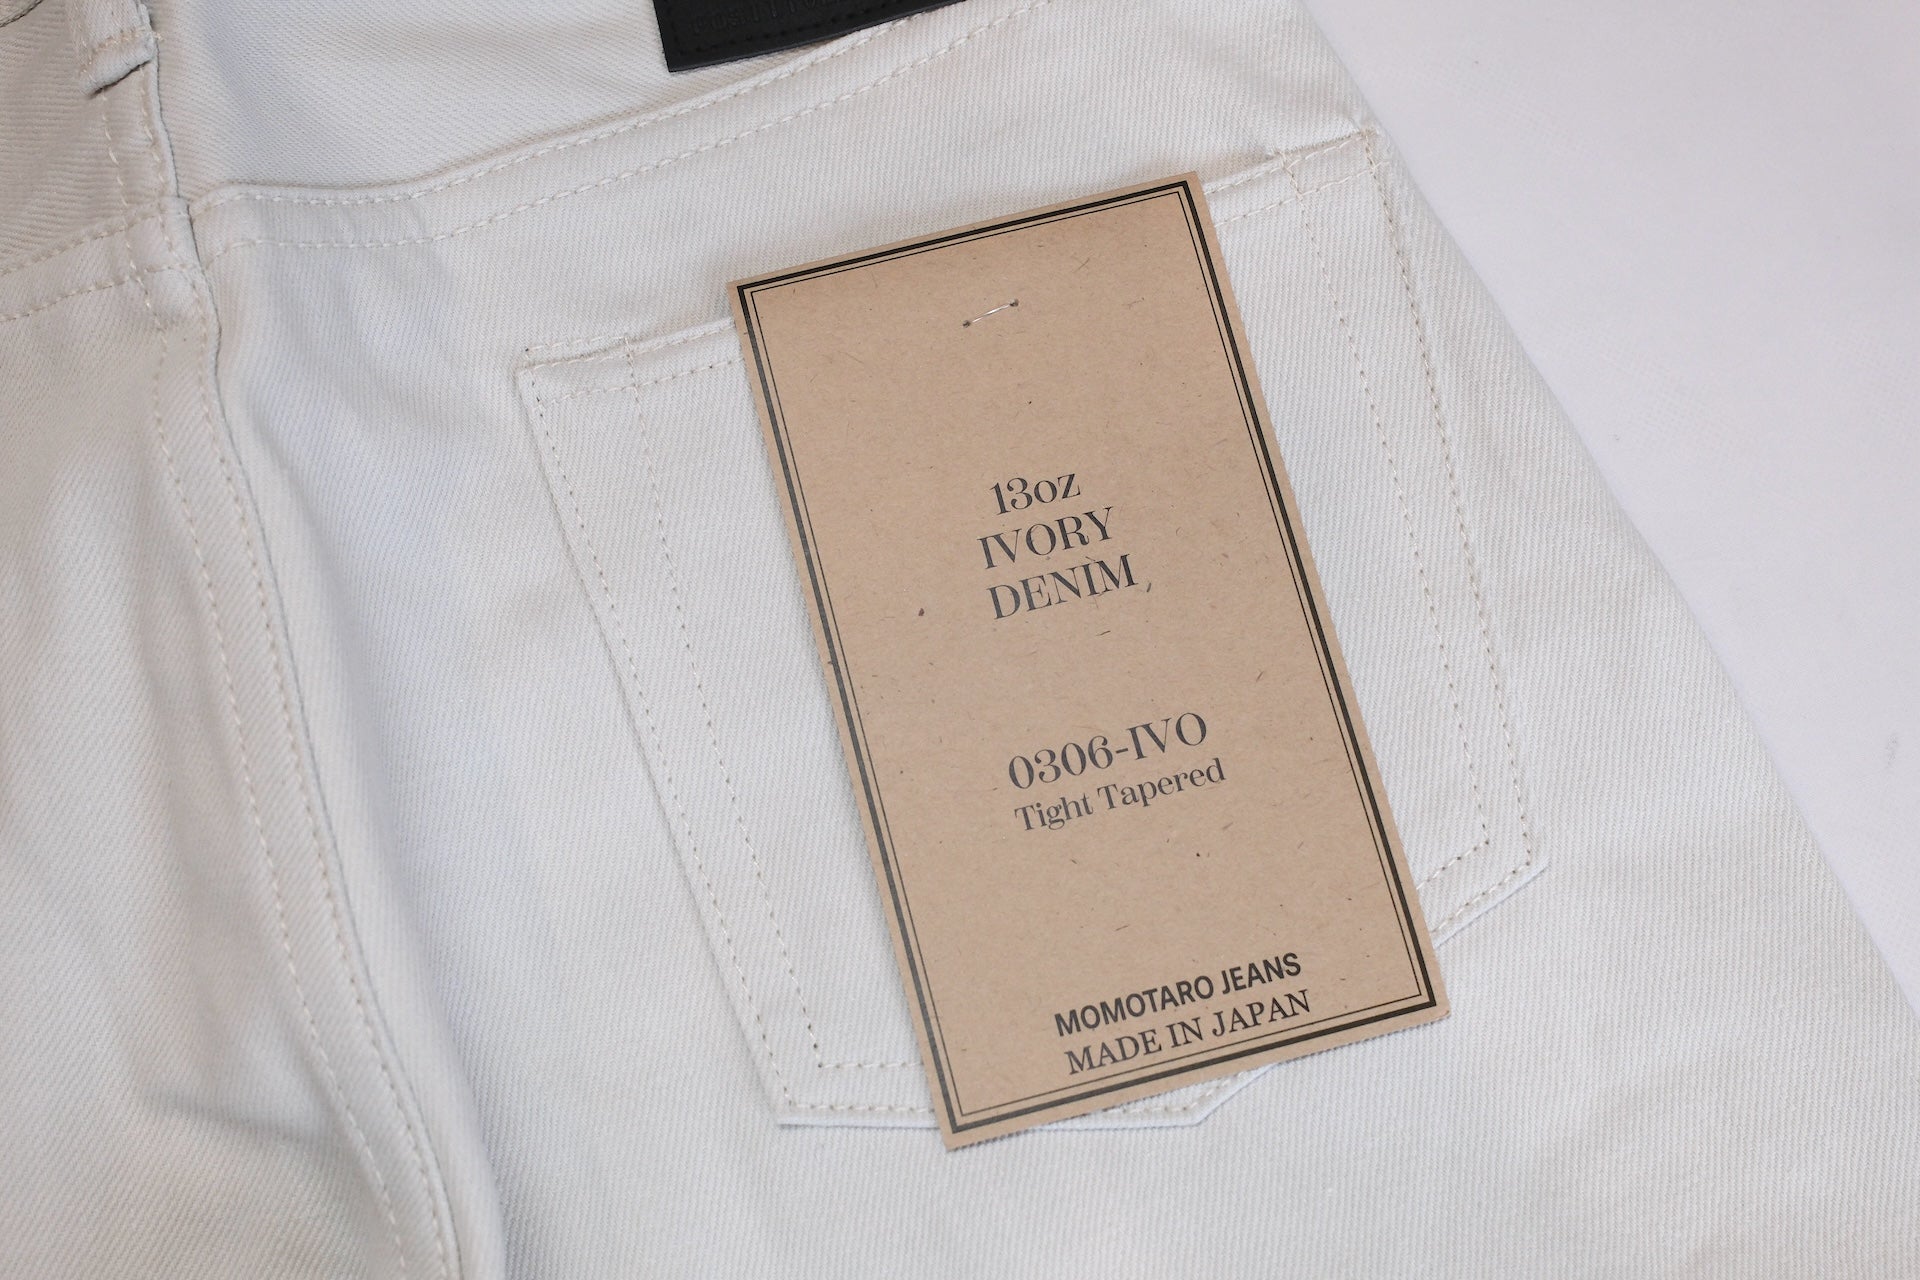 13oz
IVORY
DENIM
0306-IVO
Tight Tapered
MOMOTARO JEANS
MADE IN JAPAN